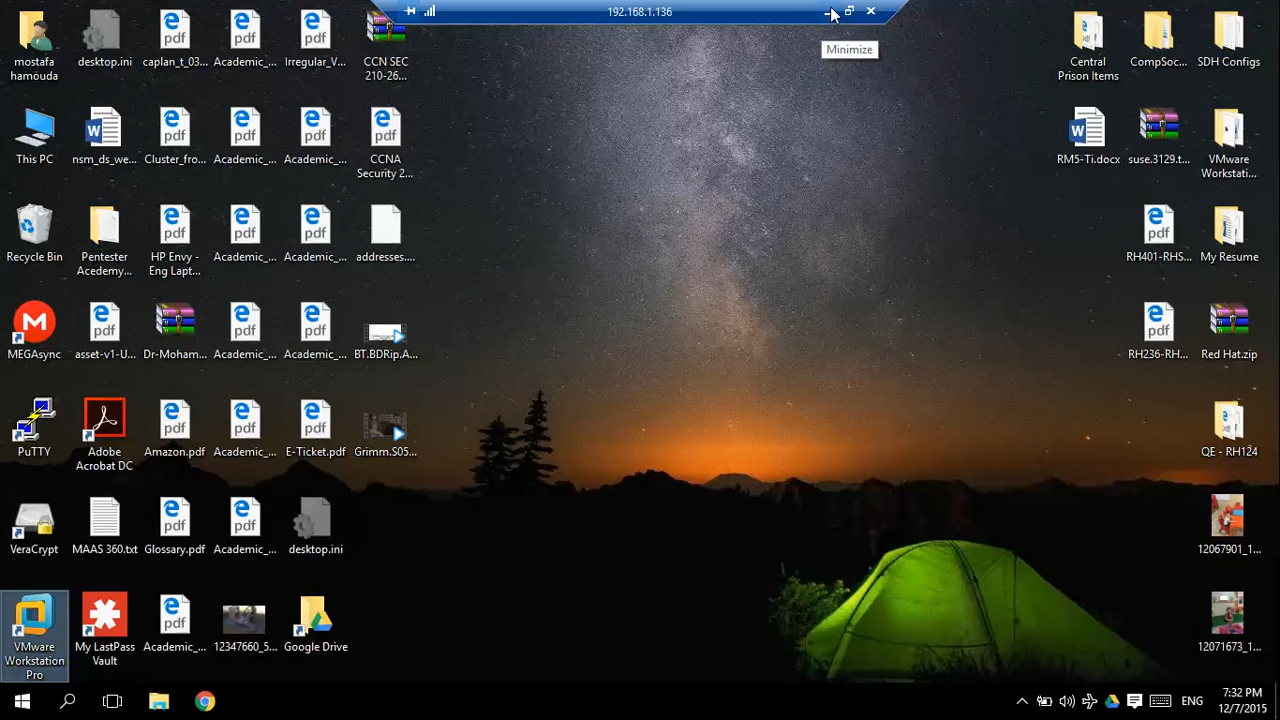 192.168.1.136
Minimize
mostafa
hamouda
desktop.ini
caplan_t_03...
Academic_...
Irregular_V...
CCN SEC
210-26...
Central
Prison Items
CompSoc...
SDH Configs
This PC
nsm_ds_we...
Cluster_fro...
Academic_...
Academic_...
CCNA
Security 2...
RM5-Ti.docx
suse.3129.t...
VMware
Workstati...
Recycle Bin
Pentester
Acedemy...
HP Envy -
Eng Lapt...
Academic_...
Academic_...
addresses....
RH401-RHS...
My Resume
MEGAsync
asset-v1-U...
Dr-Moham...
Academic_...
Academic_...
BT.BDRip.A...
RH236-RH...
Red Hat.zip
PuTTY
Adobe
Acrobat DC
Amazon.pdf
Academic_...
E-Ticket.pdf
Grimm.S05...
QE - RH124
VeraCrypt
MAAS 360.txt
Glossary.pdf
Academic_...
desktop.ini
12067901_1...
VMware
Workstation
Pro
My LastPass
Vault
Academic_...
12347660_5...
Google Drive
12071673_1...
ENG
7:32 PM
12/7/2015